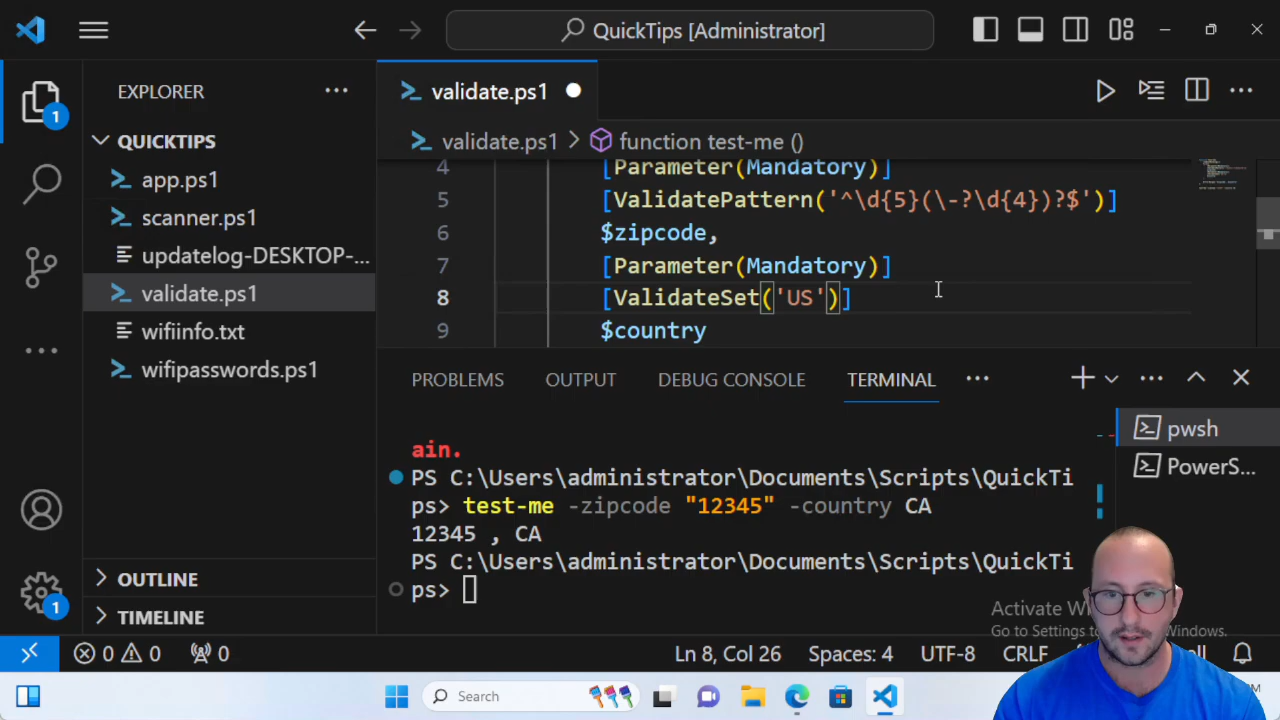 QuickTips [Administrator]
EXPLORER
validate.ps1
QUICKTIPS
validate.ps1
function test-me ()
app.ps1
scanner.ps1
updatelog-DESKTOP-...
validate.ps1
wifiinfo.txt
wifipasswords.ps1
4 [Parameter(Mandatory)]
5 [ValidatePattern('^\d{5}(\-?\d{4})?$')]
6 $zipcode,
7 [Parameter(Mandatory)]
8 [ValidateSet('US')]
9 $country
PROBLEMS OUTPUT DEBUG CONSOLE TERMINAL
ain.
PS C:\Users\administrator\Documents\Scripts\QuickTi
ps> test-me -zipcode "12345" -country CA
12345 , CA
PS C:\Users\administrator\Documents\Scripts\QuickTi
ps>
pwsh
PowerS...
1
OUTLINE
TIMELINE
1
Activate
Go to Settings to Windows.
0 0 0
Ln 8, Col 26 Spaces: 4 UTF-8 CRLF
Search